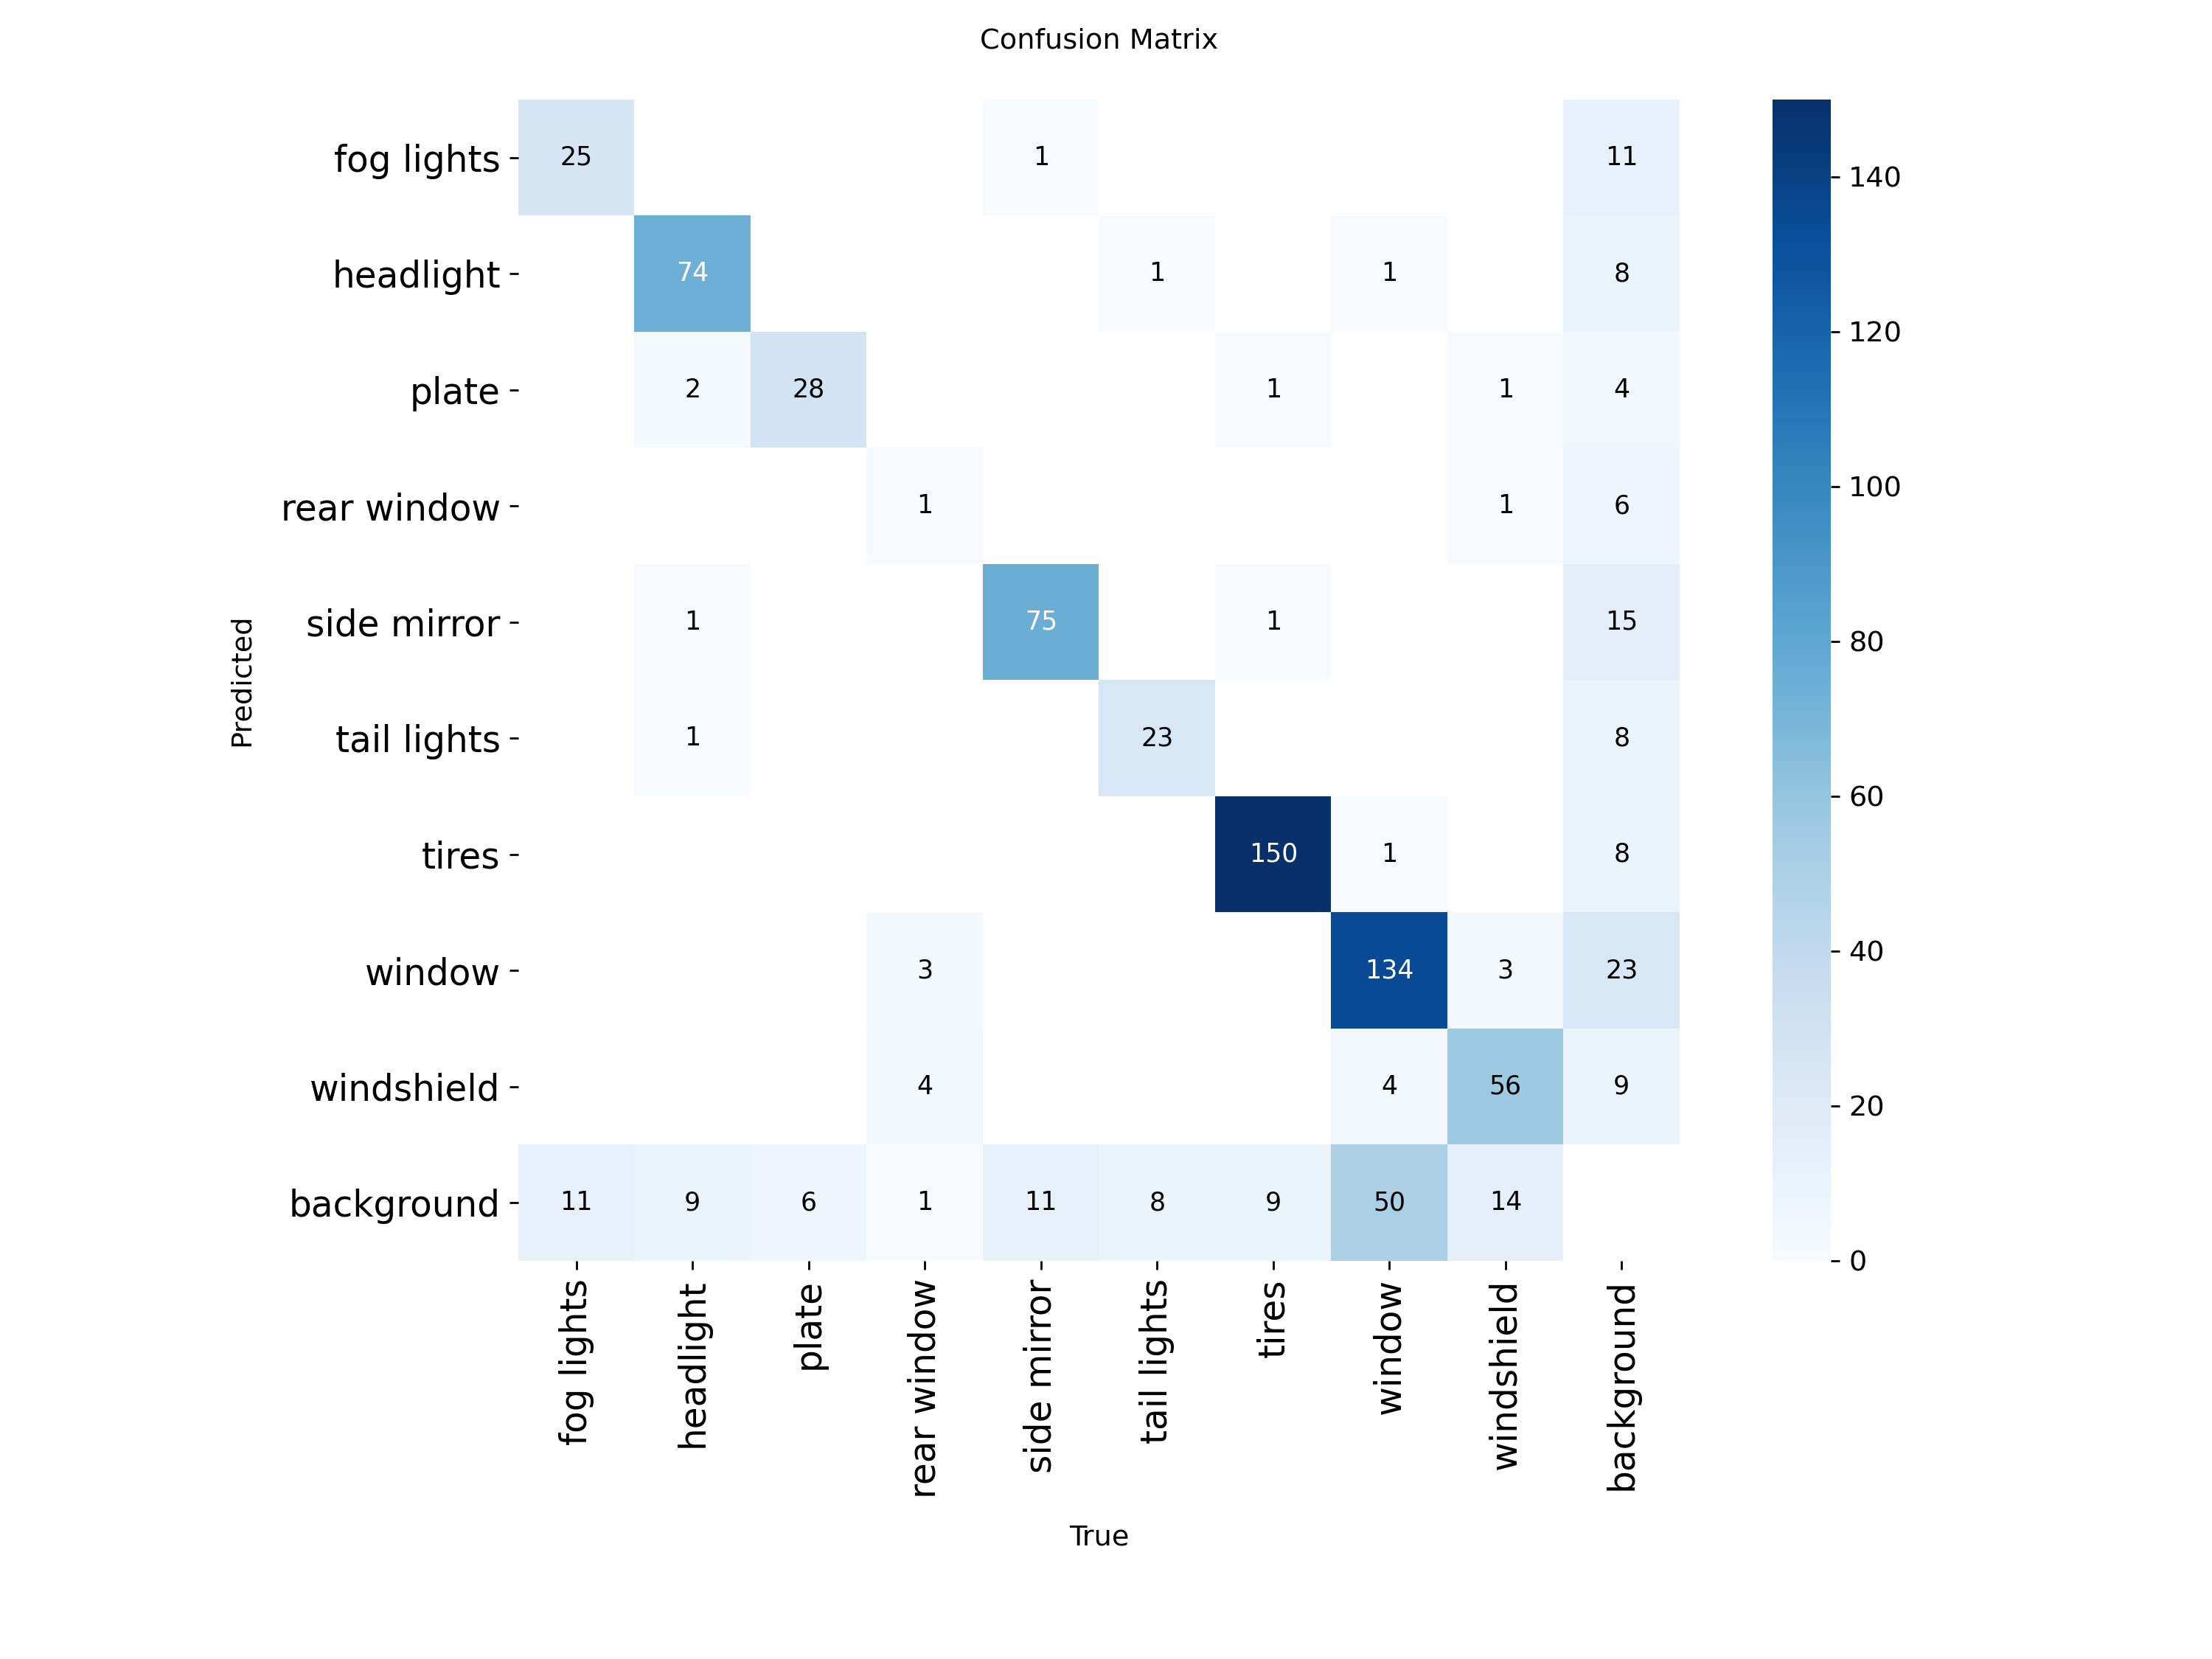 Confusion Matrix
fog lights 25 1 11
headlight 74 1 1 8
plate 2 28 1 1 4
rear window 1 1 6
side mirror 1 75 1 15
tail lights 1 23 8
tires 150 1 8
window 3 134 3 23
windshield 4 4 56 9
background 11 9 6 1 11 8 9 50 14
Predicted
fog lights
headlight
plate
rear window
side mirror
tail lights
tires
window
windshield
background
True
140
120
100
80
60
40
20
0